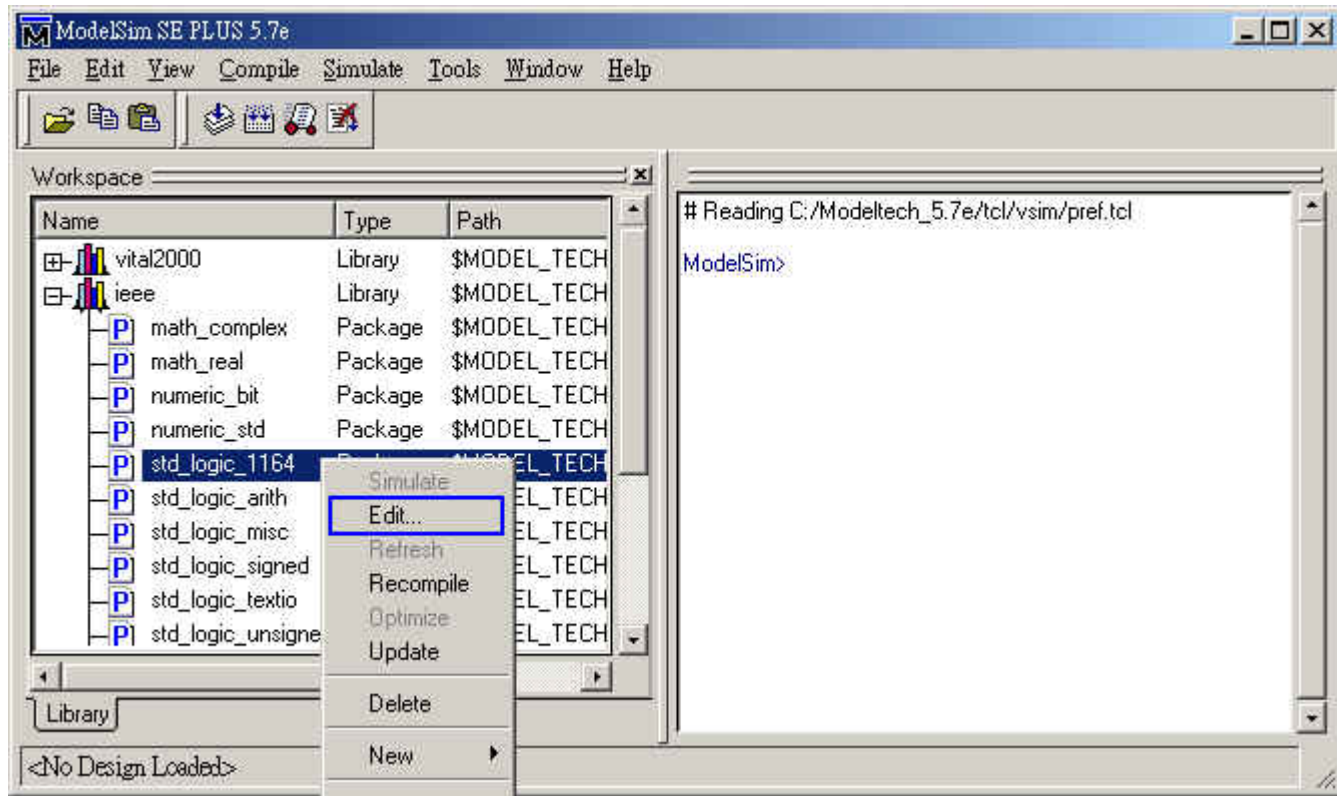 ModelSim SE PLUS 5.7e
File Edit View Compile Simulate Tools Window Help
Workspace
Name Type Path
vital2000 Library $MODEL_TECH
ieee Library $MODEL_TECH
P math_complex Package $MODEL_TECH
P math_real Package $MODEL_TECH
P numeric_bit Package $MODEL_TECH
P numeric_std Package $MODEL_TECH
P std_logic_1164 EL_TECH
P std_logic_arith EL_TECH
P std_logic_misc EL_TECH
P std_logic_signed EL_TECH
P std_logic_textio EL_TECH
P std_logic_unsigne EL_TECH
Library
<No Design Loaded>
Simulate
Edit...
Refresh
Recompile
Optimize
Update
Delete
New
# Reading C:/Modeltech_5.7e/tcl/vsim/pref.tcl
ModelSim>